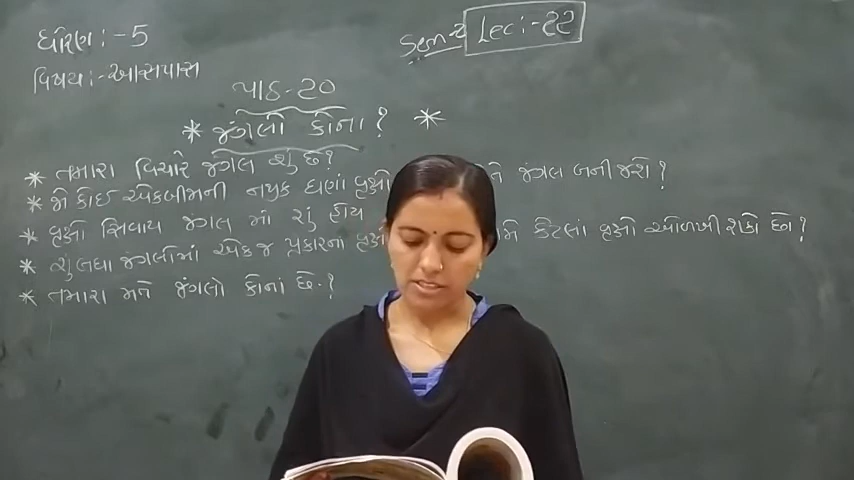 ધોરણ:-5
Sem-2 Lec:-22
વિષય:-આસપાસ
પાઠ-20
* જંગલો કોના? *
* તમારા વિચારે જંગલ શું છે?
* જો કોઈ એકબીજાની નજીક ઘણાં વૃક્ષો તે જંગલ બની જશે?
* વૃક્ષો સિવાય જંગલ માં શું હોય
* શું બધા જંગલોમાં એક જ પ્રકારનાં વૃક્ષો કેટલાં વૃક્ષો ઓળખી શકો છો?
* તમારા મતે જંગલો કોનાં છે.?